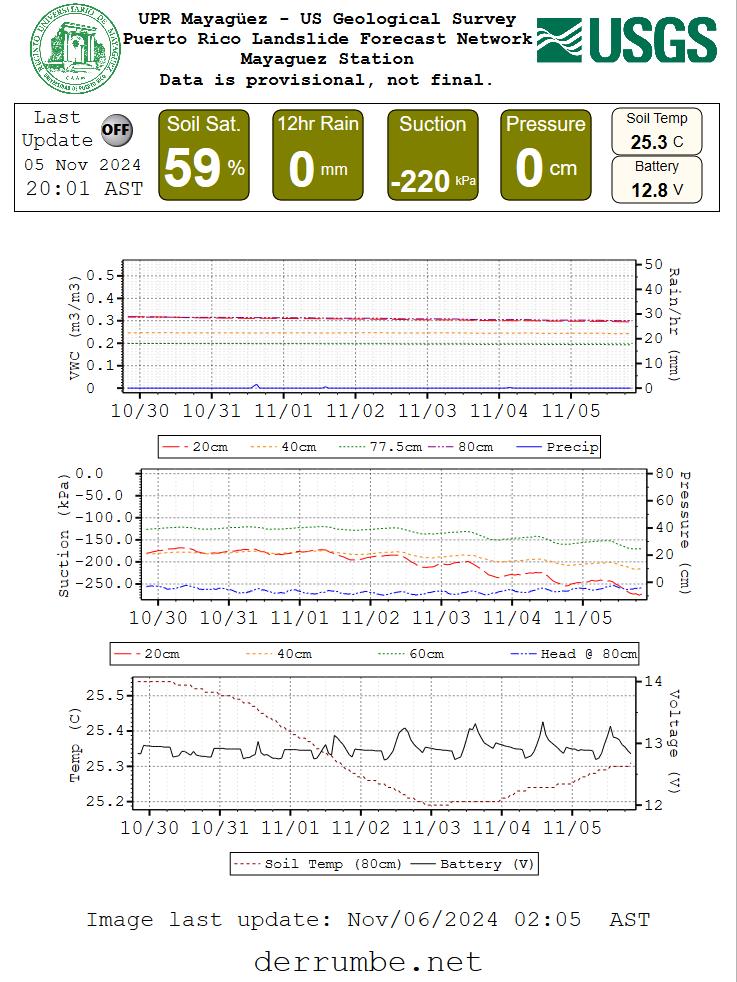 UPR Mayagüez - US Geological Survey
Puerto Rico Landslide Forecast Network
Mayaguez Station
Data is provisional, not final.
USGS
Last Update OFF
05 Nov 2024
20:01 AST
Soil Sat.
59 %
12hr Rain
0 mm
Suction
-220 kPa
Pressure
0 cm
Soil Temp
25.3 C
Battery
12.8 V
VWC (m3/m3)
0.5
0.4
0.3
0.2
0.1
0
50
40
30
20
10
0
Rain/hr (mm)
10/30 10/31 11/01 11/02 11/03 11/04 11/05
20cm 40cm 77.5cm 80cm Precip
Suction (kPa)
0.0
-50.0
-100.0
-150.0
-200.0
-250.0
80
60
40
20
0
Pressure (cm)
10/30 10/31 11/01 11/02 11/03 11/04 11/05
20cm 40cm 60cm Head @ 80cm
Temp (C)
25.5
25.4
25.3
25.2
14
13
12
Voltage (V)
10/30 10/31 11/01 11/02 11/03 11/04 11/05
Soil Temp (80cm) Battery (V)
Image last update: Nov/06/2024 02:05 AST
derrumbe.net